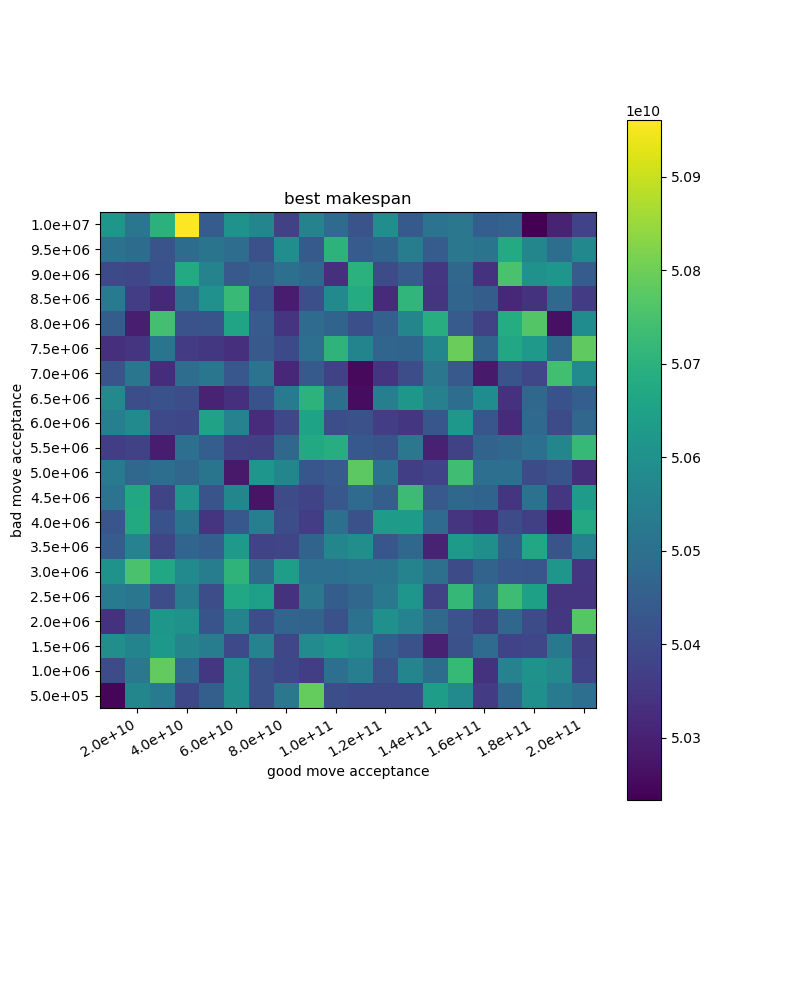 1e10
best makespan
1.0e+07
9.5e+06
9.0e+06
8.5e+06
8.0e+06
7.5e+06
7.0e+06
6.5e+06
6.0e+06
5.5e+06
5.0e+06
4.5e+06
4.0e+06
3.5e+06
3.0e+06
2.5e+06
2.0e+06
1.5e+06
1.0e+06
5.0e+05
bad move acceptance
2.0e+10
4.0e+10
6.0e+10
8.0e+10
1.0e+11
1.2e+11
1.4e+11
1.6e+11
1.8e+11
2.0e+11
good move acceptance
5.09
5.08
5.07
5.06
5.05
5.04
5.03